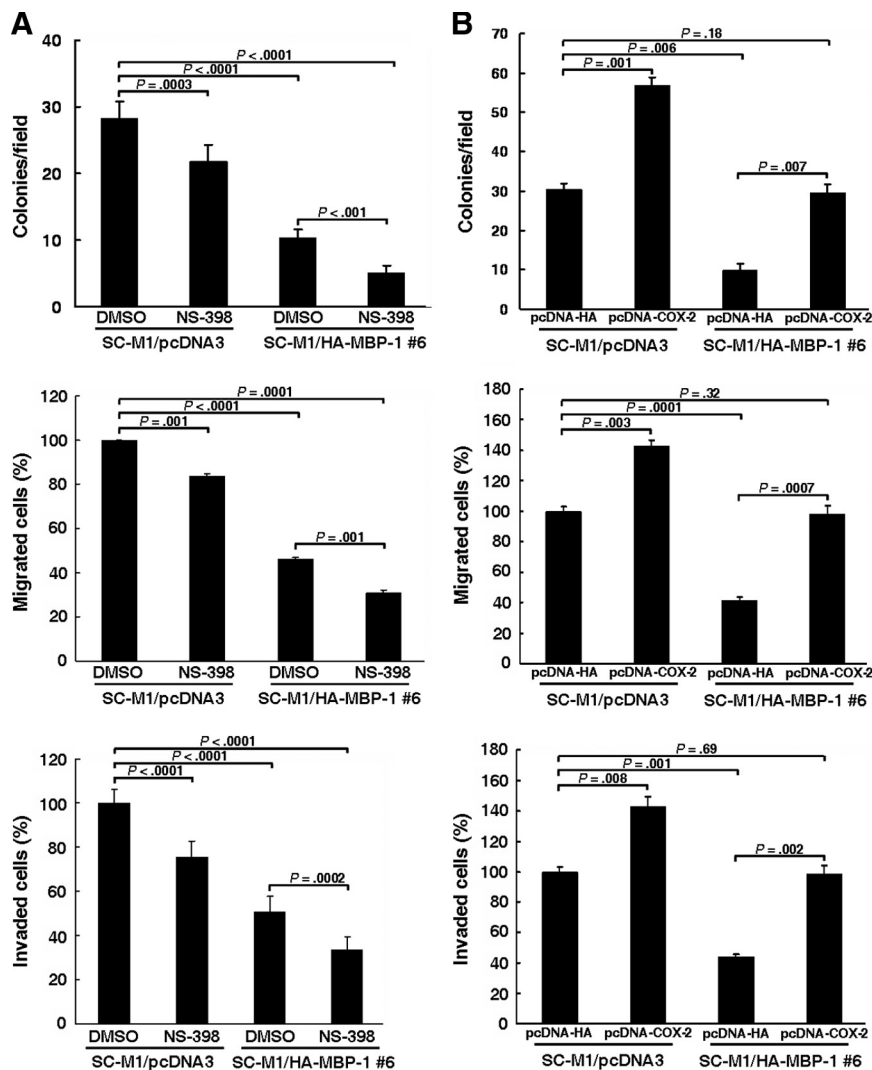 A
P < .0001
P < .0001
P = .0003
P < .001
Colonies/field
40
30
20
10
0
DMSO NS-398 DMSO NS-398
SC-M1/pcDNA3 SC-M1/HA-MBP-1 #6
P = .0001
P < .0001
P = .001
P = .001
Migrated cells (%)
120
100
80
60
40
20
0
DMSO NS-398 DMSO NS-398
SC-M1/pcDNA3 SC-M1/HA-MBP-1 #6
P < .0001
P < .0001
P < .0001
P = .0002
Invaded cells (%)
120
100
80
60
40
20
0
DMSO NS-398 DMSO NS-398
SC-M1/pcDNA3 SC-M1/HA-MBP-1 #6
B
P = .18
P = .006
P = .001
P = .007
Colonies/field
70
60
50
40
30
20
10
0
pcDNA-HA pcDNA-COX-2 pcDNA-HA pcDNA-COX-2
SC-M1/pcDNA3 SC-M1/HA-MBP-1 #6
P = .32
P = .0001
P = .003
P = .0007
Migrated cells (%)
180
160
140
120
100
80
60
40
20
0
pcDNA-HA pcDNA-COX-2 pcDNA-HA pcDNA-COX-2
SC-M1/pcDNA3 SC-M1/HA-MBP-1 #6
P = .69
P = .001
P = .008
P = .002
Invaded cells (%)
180
160
140
120
100
80
60
40
20
0
pcDNA-HA pcDNA-COX-2 pcDNA-HA pcDNA-COX-2
SC-M1/pcDNA3 SC-M1/HA-MBP-1 #6